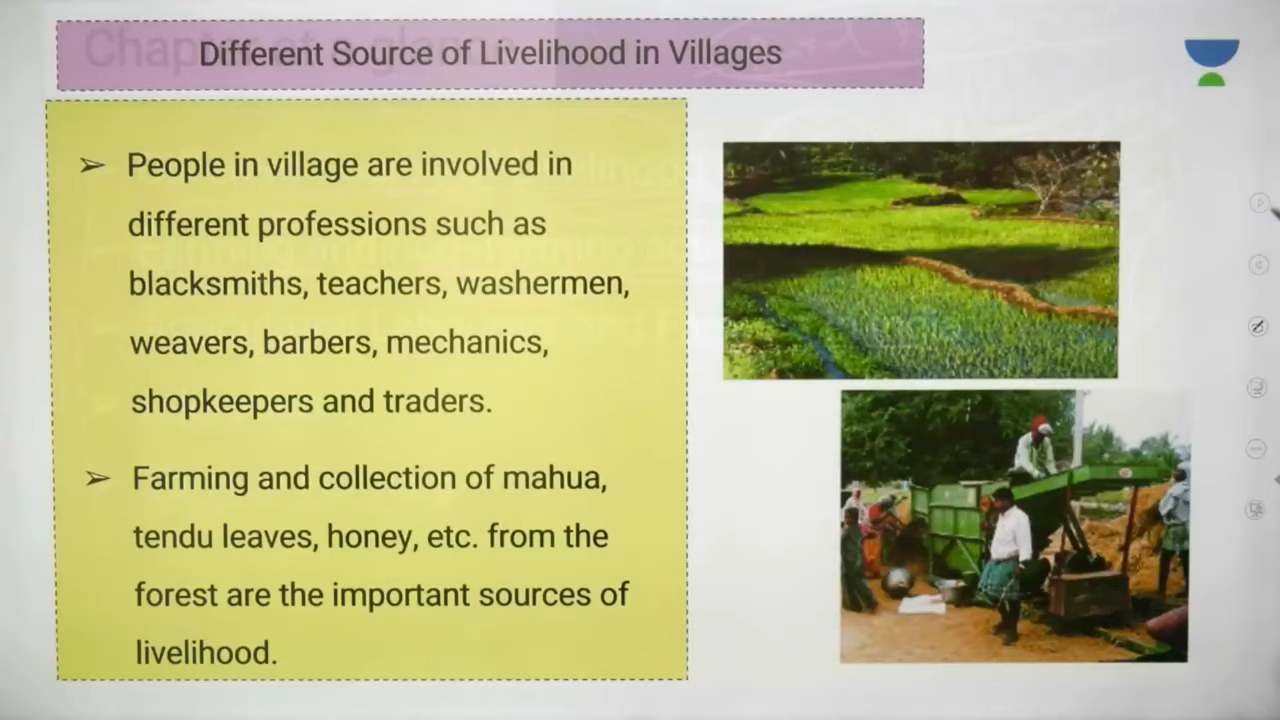 Different Source of Livelihood in Villages
➢ People in village are involved in
different professions such as
blacksmiths, teachers, washermen,
weavers, barbers, mechanics,
shopkeepers and traders.
➢ Farming and collection of mahua,
tendu leaves, honey, etc. from the
forest are the important sources of
livelihood.